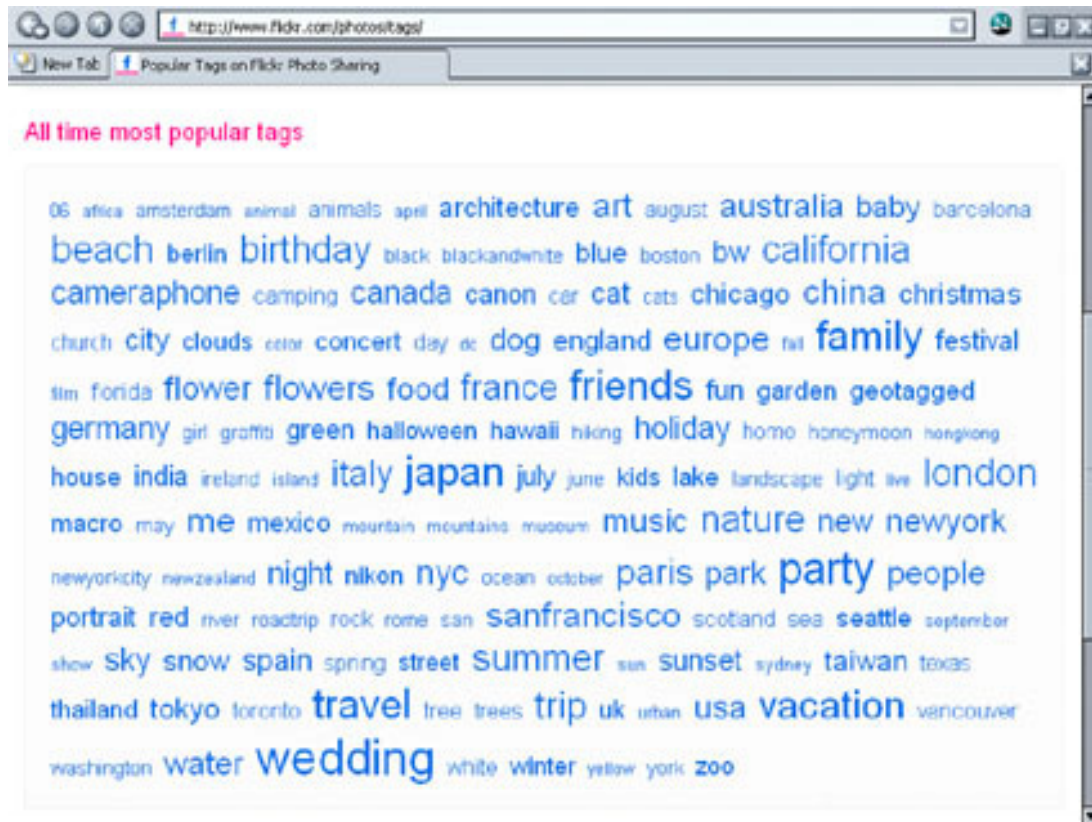 http://www.flickr.com/photos/tags/
New Tab Popular Tags on Flickr Photo Sharing
All time most popular tags
06 africa amsterdam animal animals april architecture art august australia baby barcelona
beach berlin birthday black blackandwhite blue boston bw california
cameraphone camping canada canon car cat cats chicago china christmas
church city clouds color concert day dc dog england europe fall family festival
film florida flower flowers food france friends fun garden geotagged
germany girl graffiti green halloween hawaii hiking holiday home honeymoon hongkong
house india ireland island italy japan july june kids lake landscape light live london
macro may me mexico mountain mountains museum music nature new newyork
newyorkcity newzealand night nikon nyc ocean october paris park party people
portrait red river roadtrip rock rome san sanfrancisco scotland sea seattle september
show sky snow spain spring street summer sun sunset sydney taiwan texas
thailand tokyo toronto travel tree trees trip uk urban usa vacation vancouver
washington water wedding white winter yellow york zoo